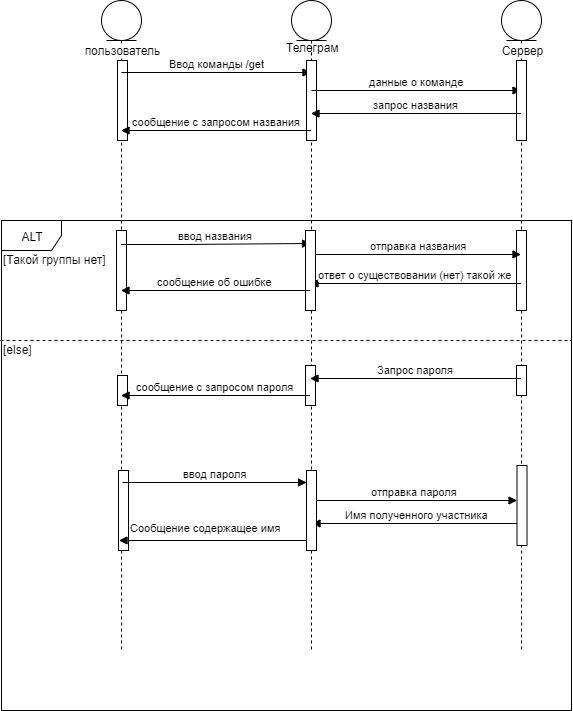 пользователь
Телеграм
Сервер
Ввод команды /get
данные о команде
запрос названия
сообщение с запросом названия
ALT
[Такой группы нет]
ввод названия
отправка названия
ответ о существовании (нет) такой же
сообщение об ошибке
[else]
Запрос пароля
сообщение с запросом пароля
ввод пароля
отправка пароля
Имя полученного участника
Сообщение содержащее имя